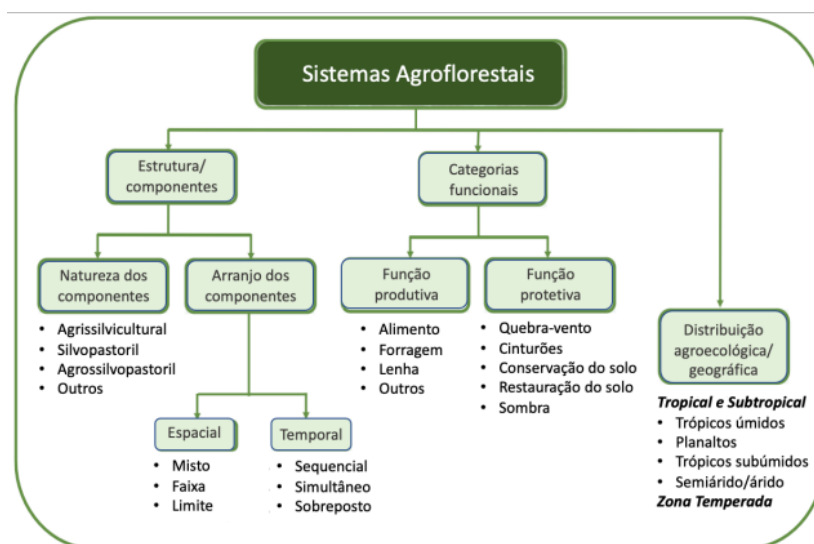 Sistemas Agroflorestais
Estrutura/
componentes
Categorias
funcionais
Natureza dos
componentes
Arranjo dos
componentes
Função
produtiva
Função
protetiva
Distribuição
agroecológica/
geográfica
• Agrissilvicultural
• Silvopastoril
• Agrossilvopastoril
• Outros
• Alimento
• Forragem
• Lenha
• Outros
• Quebra-vento
• Cinturões
• Conservação do solo
• Restauração do solo
• Sombra
Tropical e Subtropical
• Trópicos úmidos
• Planaltos
• Trópicos subúmidos
• Semiárido/árido
Zona Temperada
Espacial
• Misto
• Faixa
• Limite
Temporal
• Sequencial
• Simultâneo
• Sobreposto